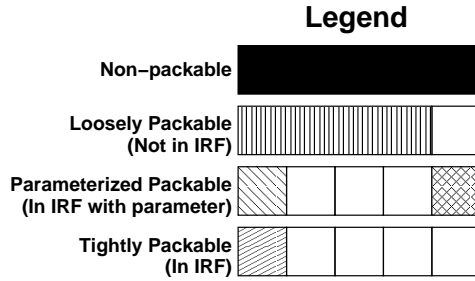 Legend
Non−packable
Loosely Packable
(Not in IRF)
Parameterized Packable
(In IRF with parameter)
Tightly Packable
(In IRF)